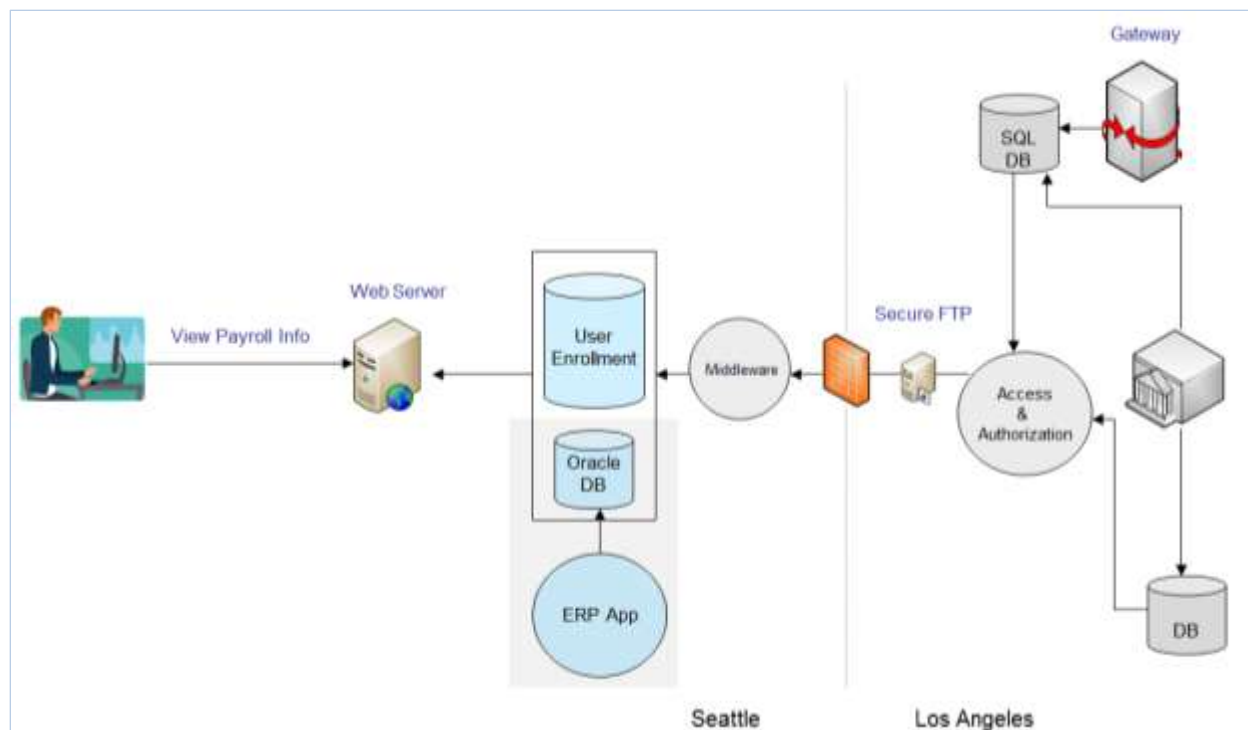 Gateway
SQL
DB
Web Server
View Payroll Info
User
Enrollment
Middleware
Secure FTP
Access
&
Authorization
Oracle
DB
ERP App
DB
Seattle
Los Angeles